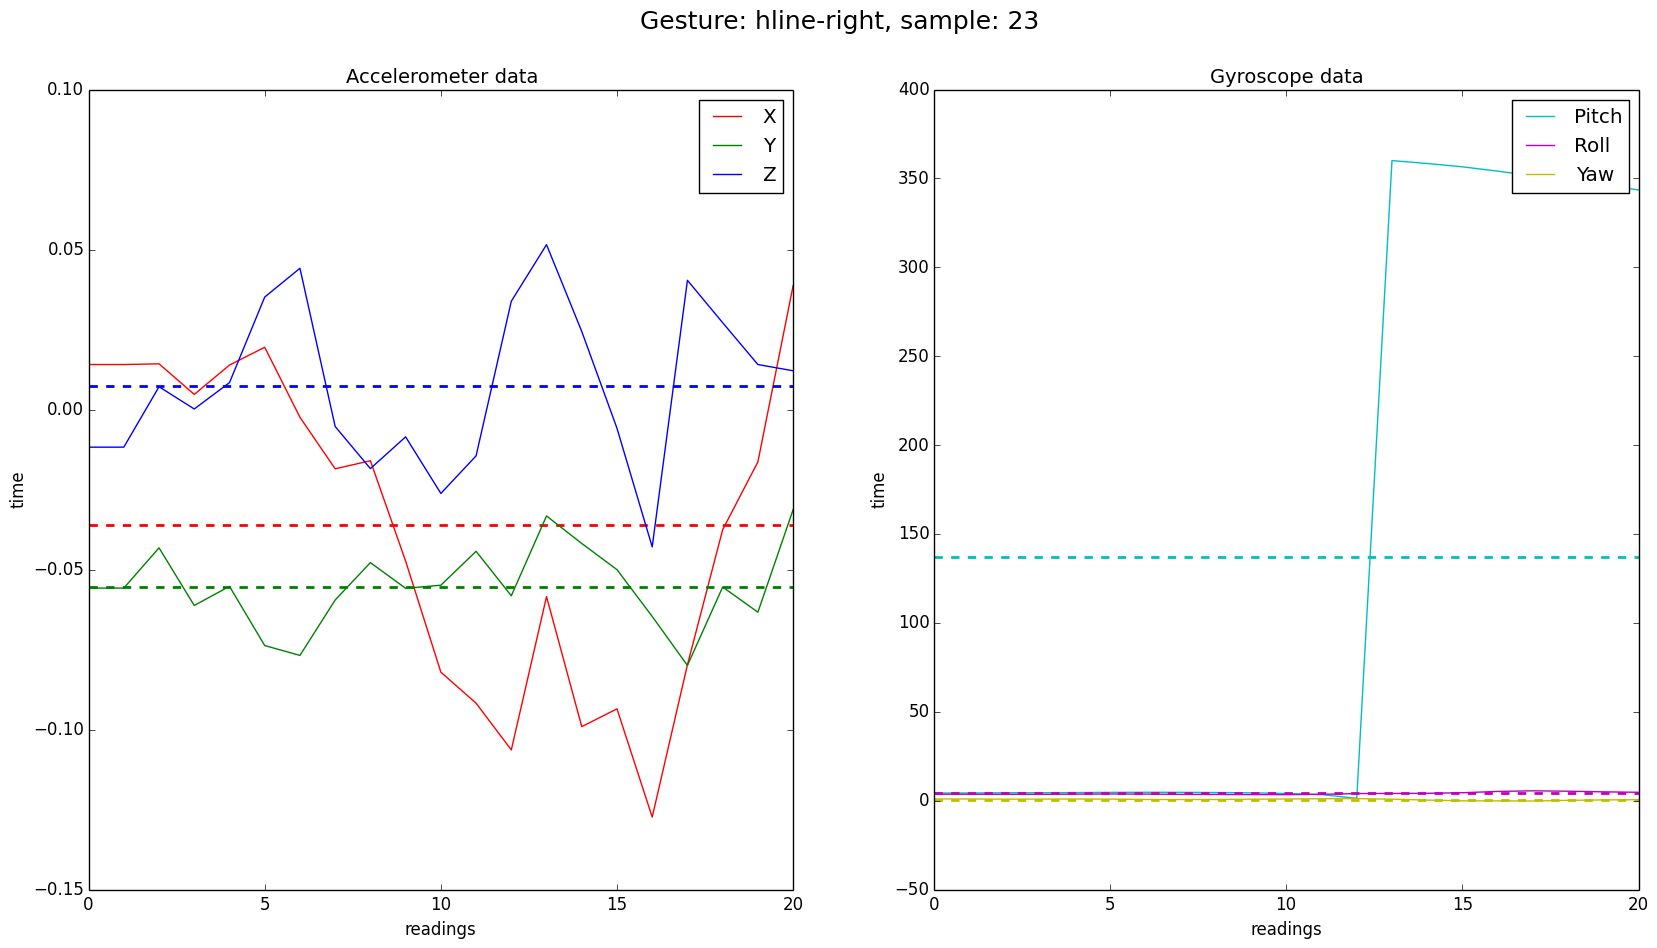 Gesture: hline-right, sample: 23
Accelerometer data
0.10
0.05
0.00
−0.05
−0.10
−0.15
time
0 5 10 15 20
readings
X
Y
Z
Gyroscope data
400
350
300
250
200
150
100
50
0
−50
time
0 5 10 15 20
readings
Pitch
Roll
Yaw